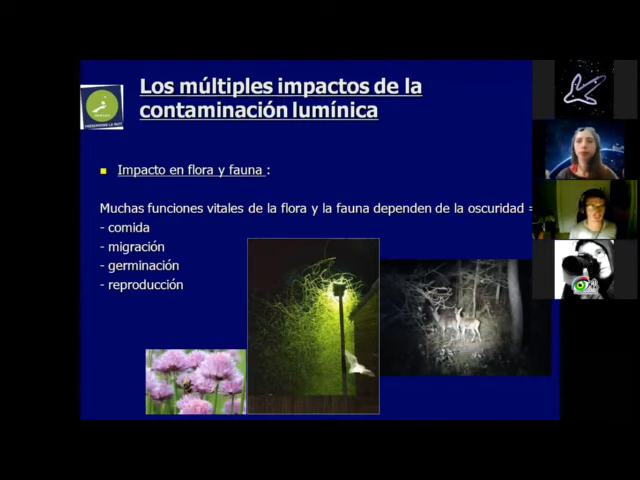 Los múltiples impactos de la
contaminación lumínica
Impacto en flora y fauna :
Muchas funciones vitales de la flora y la fauna dependen de la oscuridad =
- comida
- migración
- germinación
- reproducción